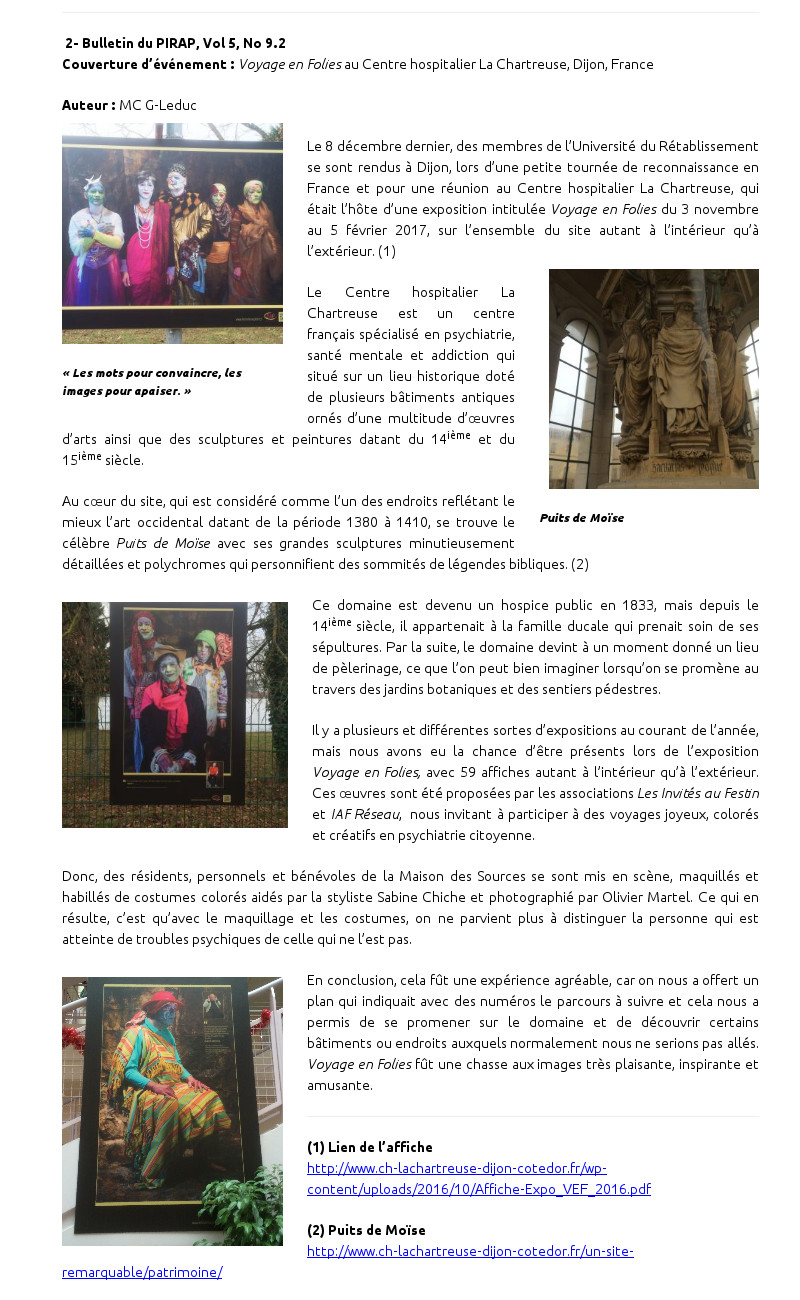 2- Bulletin du PIRAP, Vol 5, No 9.2
Couverture d’événement : Voyage en Folies au Centre hospitalier La Chartreuse, Dijon, France
Auteur : MC G-Leduc
Le 8 décembre dernier, des membres de l’Université du Rétablissement
se sont rendus à Dijon, lors d’une petite tournée de reconnaissance en
France et pour une réunion au Centre hospitalier La Chartreuse, qui
était l’hôte d’une exposition intitulée Voyage en Folies du 3 novembre
au 5 février 2017, sur l’ensemble du site autant à l’intérieur qu’à
l’extérieur. (1)
« Les mots pour convaincre, les
images pour apaiser. »
Le Centre hospitalier La
Chartreuse est un centre
français spécialisé en psychiatrie,
santé mentale et addiction qui
situé sur un lieu historique doté
de plusieurs bâtiments antiques
ornés d’une multitude d’œuvres
d’arts ainsi que des sculptures et peintures datant du 14ième et du
15ième siècle.
Puits de Moïse
Au cœur du site, qui est considéré comme l’un des endroits reflétant le
mieux l’art occidental datant de la période 1380 à 1410, se trouve le
célèbre Puits de Moïse avec ses grandes sculptures minutieusement
détaillées et polychromes qui personnifient des sommités de légendes bibliques. (2)
Ce domaine est devenu un hospice public en 1833, mais depuis le
14ième siècle, il appartenait à la famille ducale qui prenait soin de ses
sépultures. Par la suite, le domaine devint à un moment donné un lieu
de pèlerinage, ce que l’on peut bien imaginer lorsqu’on se promène au
travers des jardins botaniques et des sentiers pédestres.
Il y a plusieurs et différentes sortes d’expositions au courant de l’année,
mais nous avons eu la chance d’être présents lors de l’exposition
Voyage en Folies, avec 59 affiches autant à l’intérieur qu’à l’extérieur.
Ces œuvres sont été proposées par les associations Les Invités au Festin
et IAF Réseau, nous invitant à participer à des voyages joyeux, colorés
et créatifs en psychiatrie citoyenne.
Donc, des résidents, personnels et bénévoles de la Maison des Sources se sont mis en scène, maquillés et
habillés de costumes colorés aidés par la styliste Sabine Chiche et photographié par Olivier Martel. Ce qui en
résulte, c’est qu’avec le maquillage et les costumes, on ne parvient plus à distinguer la personne qui est
atteinte de troubles psychiques de celle qui ne l’est pas.
En conclusion, cela fût une expérience agréable, car on nous a offert un
plan qui indiquait avec des numéros le parcours à suivre et cela nous a
permis de se promener sur le domaine et de découvrir certains
bâtiments ou endroits auxquels normalement nous ne serions pas allés.
Voyage en Folies fût une chasse aux images très plaisante, inspirante et
amusante.
(1) Lien de l’affiche
http://www.ch-lachartreuse-dijon-cotedor.fr/wp-
content/uploads/2016/10/Affiche-Expo_VEF_2016.pdf
(2) Puits de Moïse
http://www.ch-lachartreuse-dijon-cotedor.fr/un-site-
remarquable/patrimoine/